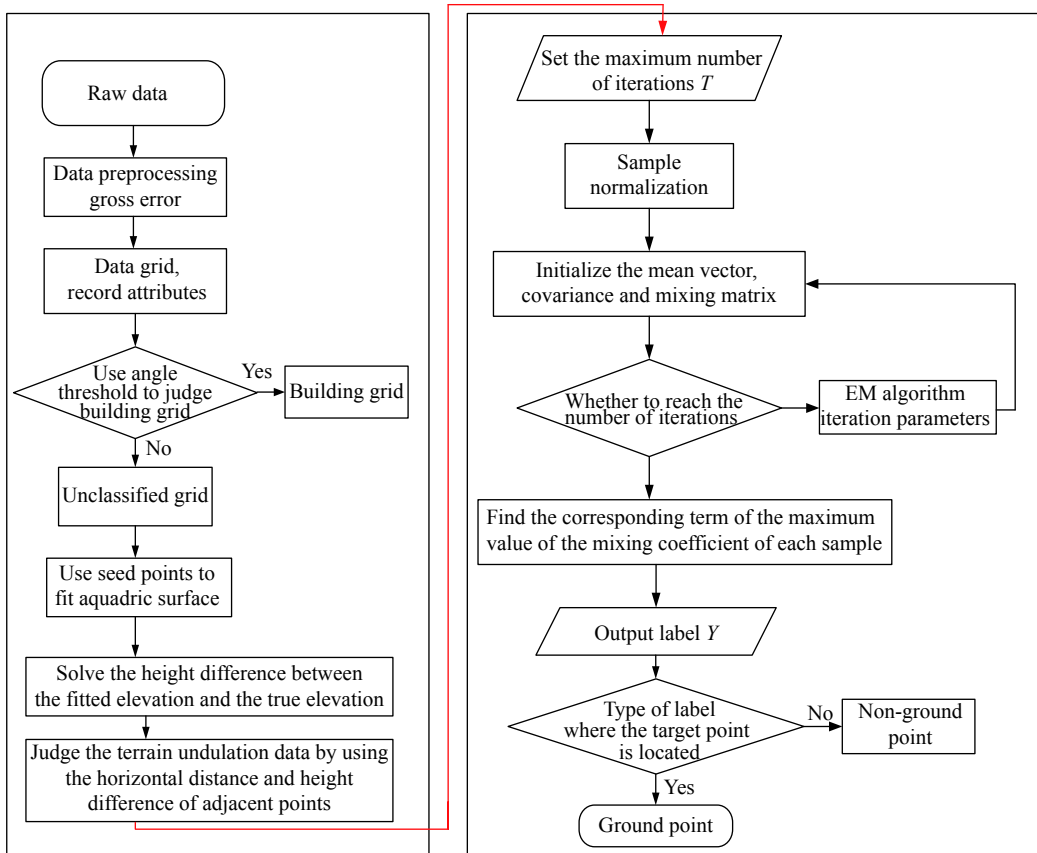 Raw data
Data preprocessing
gross error
Data grid,
record attributes
Use angle
threshold to judge
building grid
Yes
Building grid
No
Unclassified grid
Use seed points to
fit aquadric surface
Solve the height difference between
the fitted elevation and the true elevation
Judge the terrain undulation data by using
the horizontal distance and height
difference of adjacent points
Set the maximum number
of iterations T
Sample
normalization
Initialize the mean vector,
covariance and mixing matrix
Whether to reach the
number of iterations
EM algorithm
iteration parameters
Find the corresponding term of the maximum
value of the mixing coefficient of each sample
Output label Y
Type of label
where the target point
is located
No
Non-ground
point
Yes
Ground point